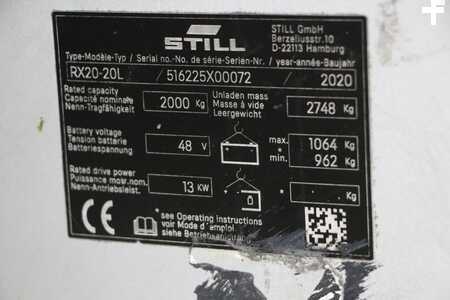 STILL
STILL GmbH
Berzeliusstr.10
D-22113 Hamburg
Type-Modèle-Typ / Serial no.-No. de série-Serien-Nr. / year-année-Baujahr
RX20-20L / 516225X00072 / 2020
Rated capacity
Capacité nominale
Nenn-Tragfähigkeit
2000 Kg
Unladen mass
Masse à vide
Leergewicht
2748 Kg
Battery voltage
Tension batterie
Batteriespannung
48 V
max. 1064 Kg
min. 962 Kg
Rated drive power
Puissance mot.nom.
Nenn-Antriebsleist.
13 KW
Kg
CE
*see Operating instructions
voir Mode d'emploi
siehe Betriebsanleitung